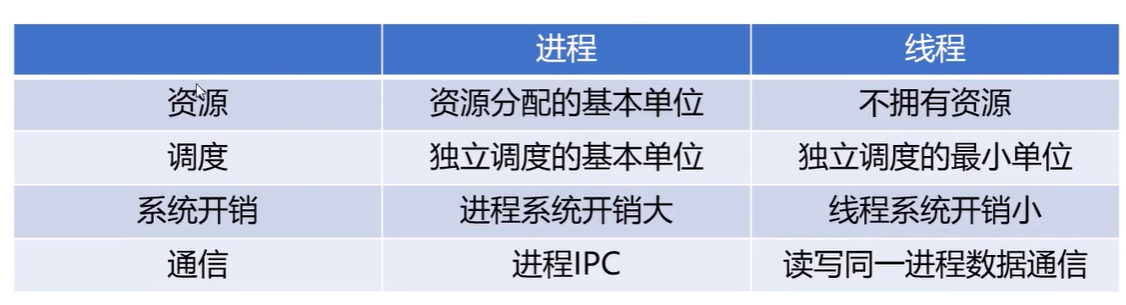 进程 线程
资源 资源分配的基本单位 不拥有资源
调度 独立调度的基本单位 独立调度的最小单位
系统开销 进程系统开销大 线程系统开销小
通信 进程IPC 读写同一进程数据通信